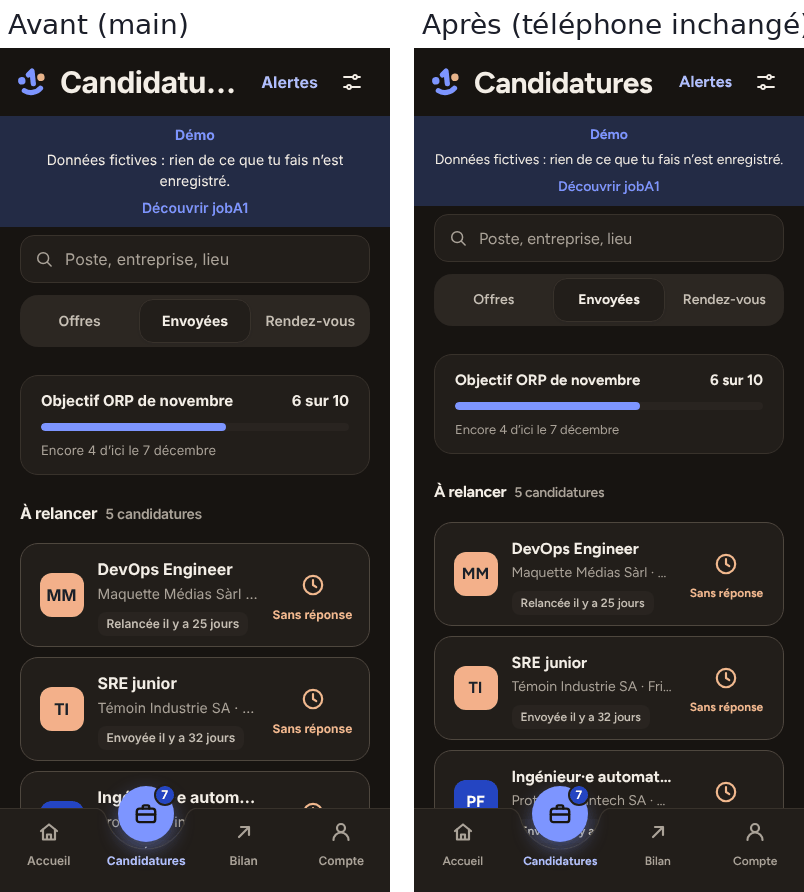 Avant (main)
Candidatu...
Alertes
Démo
Données fictives : rien de ce que tu fais n'est
enregistré.
Découvrir jobA1
Poste, entreprise, lieu
Offres
Envoyées
Rendez-vous
Objectif ORP de novembre
6 sur 10
Encore 4 d'ici le 7 décembre
À relancer
5 candidatures
MM
DevOps Engineer
Maquette Médias Sàrl ...
Relancée il y a 25 jours
Sans réponse
TI
SRE junior
Témoin Industrie SA · ...
Envoyée il y a 32 jours
Sans réponse
7
Accueil
Candidatures
Bilan
Compte
Après (téléphone inchangé)
Candidatures
Alertes
Démo
Données fictives : rien de ce que tu fais n'est enregistré.
Découvrir jobA1
Poste, entreprise, lieu
Offres
Envoyées
Rendez-vous
Objectif ORP de novembre
6 sur 10
Encore 4 d'ici le 7 décembre
À relancer
5 candidatures
MM
DevOps Engineer
Maquette Médias Sàrl · ...
Relancée il y a 25 jours
Sans réponse
TI
SRE junior
Témoin Industrie SA · Fri...
Envoyée il y a 32 jours
Sans réponse
PF
Ingénieur·e automat...
7
Accueil
Candidatures
Bilan
Compte